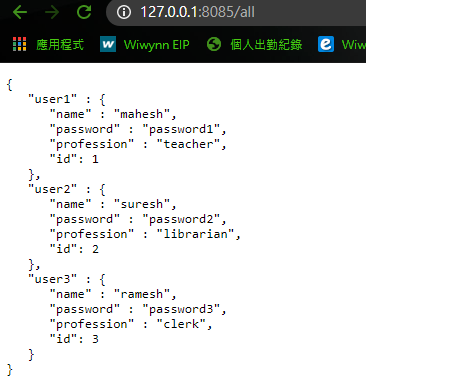 127.0.0.1:8085/all
應用程式 Wiwynn EIP 個人出勤紀錄 Wiw
{
"user1" : {
"name" : "mahesh",
"password" : "password1",
"profession" : "teacher",
"id": 1
},
"user2" : {
"name" : "suresh",
"password" : "password2",
"profession" : "librarian",
"id": 2
},
"user3" : {
"name" : "ramesh",
"password" : "password3",
"profession" : "clerk",
"id": 3
}
}